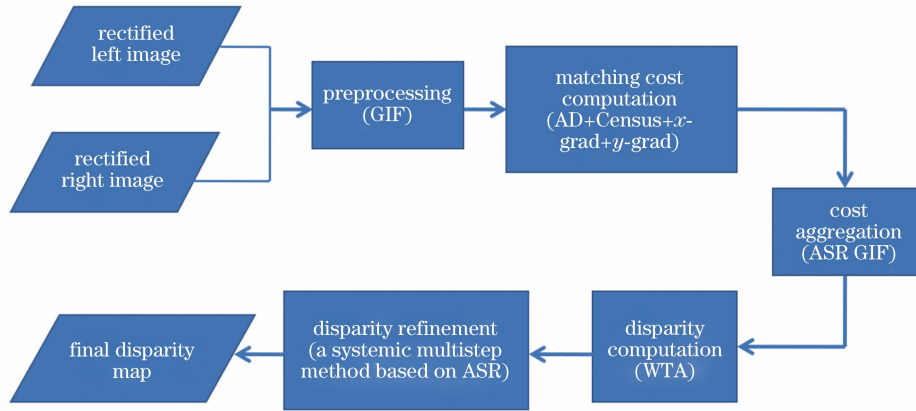 rectified
left image
rectified
right image
preprocessing
(GIF)
matching cost
computation
(AD+Census+x-
grad+y-grad)
cost
aggregation
(ASR GIF)
disparity
computation
(WTA)
disparity refinement
(a systemic multistep
method based on ASR)
final disparity
map